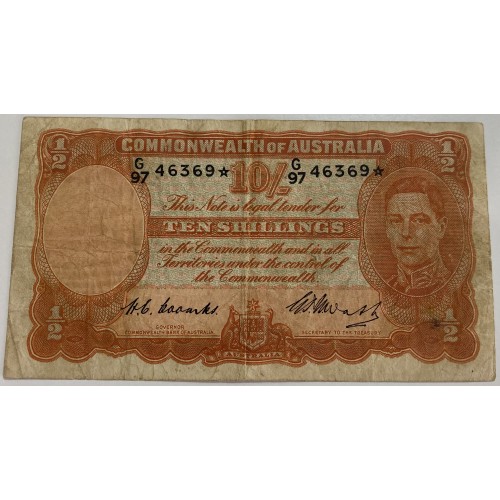 1/2
COMMONWEALTH OF AUSTRALIA
G/97 46369☆ G/97 46369☆
10/-
This Note is legal tender for
TEN SHILLINGS
in the Commonwealth and in all
Territories under the control of
the Commonwealth.
H.C. Coombs.
GOVERNOR
COMMONWEALTH BANK OF AUSTRALIA.
SECRETARY TO THE TREASURY
1/2
1/2
1/2
AUSTRALIA